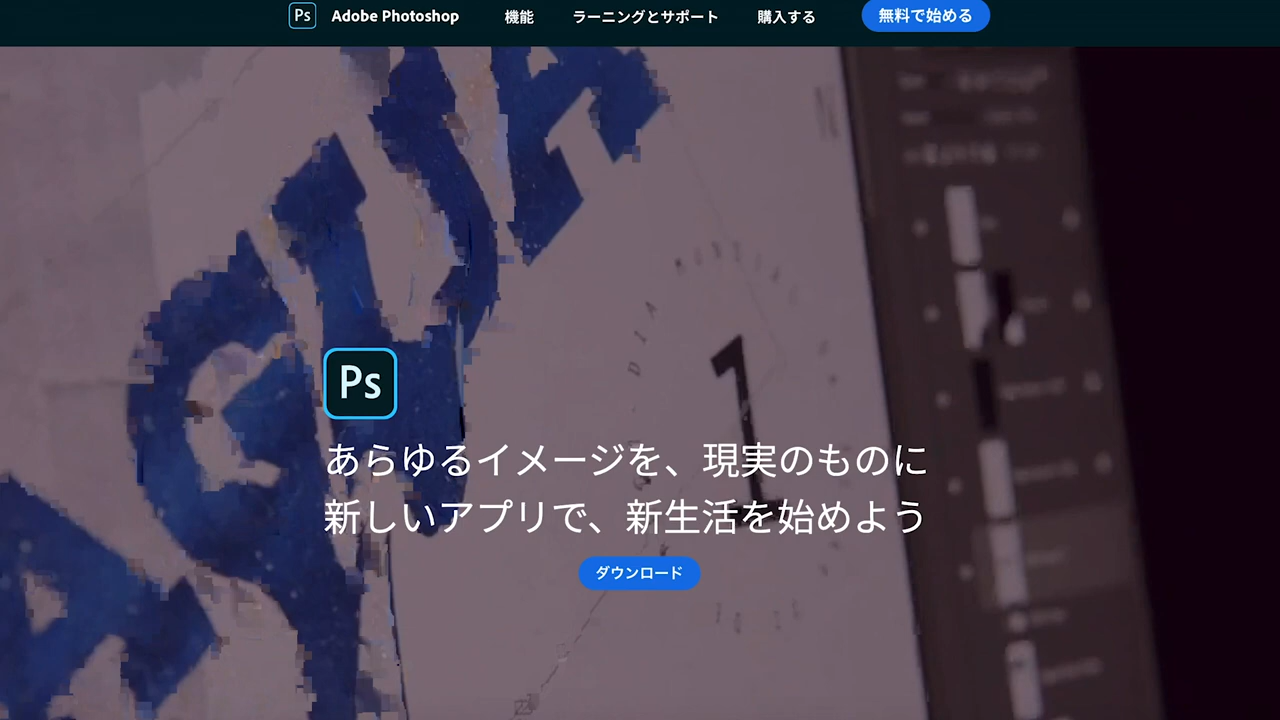 Ps Adobe Photoshop 機能 ラーニングとサポート 購入する 無料で始める
Ps
あらゆるイメージを、現実のものに
新しいアプリで、新生活を始めよう
ダウンロード
1